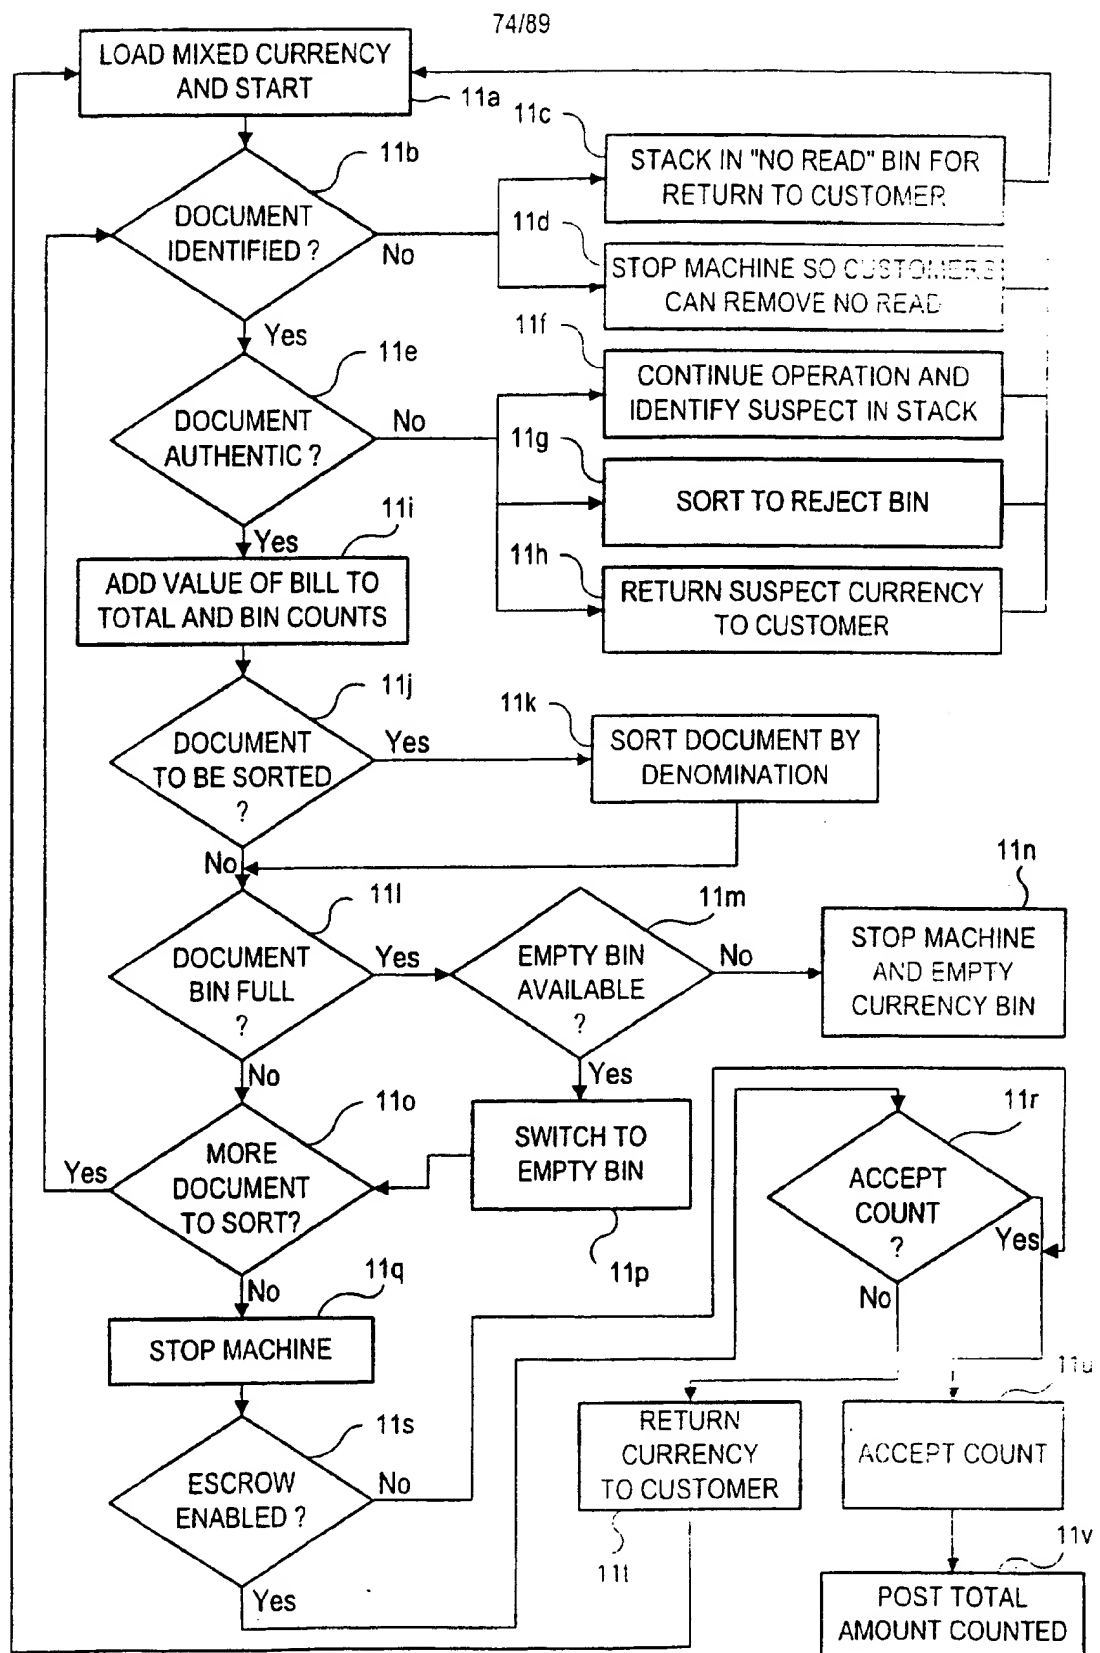 74/89
LOAD MIXED CURRENCY
AND START
11a
11b
DOCUMENT
IDENTIFIED ?
No
Yes
11c
STACK IN "NO READ" BIN FOR
RETURN TO CUSTOMER
11d
STOP MACHINE SO CUSTOMERS
CAN REMOVE NO READ
11e
DOCUMENT
AUTHENTIC ?
No
Yes
11f
CONTINUE OPERATION AND
IDENTIFY SUSPECT IN STACK
11g
SORT TO REJECT BIN
11h
RETURN SUSPECT CURRENCY
TO CUSTOMER
11i
ADD VALUE OF BILL TO
TOTAL AND BIN COUNTS
11j
DOCUMENT
TO BE SORTED
?
Yes
No
11k
SORT DOCUMENT BY
DENOMINATION
11l
DOCUMENT
BIN FULL
?
Yes
No
11m
EMPTY BIN
AVAILABLE
?
No
Yes
11n
STOP MACHINE
AND EMPTY
CURRENCY BIN
11o
MORE
DOCUMENT
TO SORT?
Yes
No
SWITCH TO
EMPTY BIN
11p
11r
ACCEPT
COUNT
?
Yes
No
11q
STOP MACHINE
11s
ESCROW
ENABLED ?
No
Yes
RETURN
CURRENCY
TO CUSTOMER
11t
11u
ACCEPT COUNT
11v
POST TOTAL
AMOUNT COUNTED